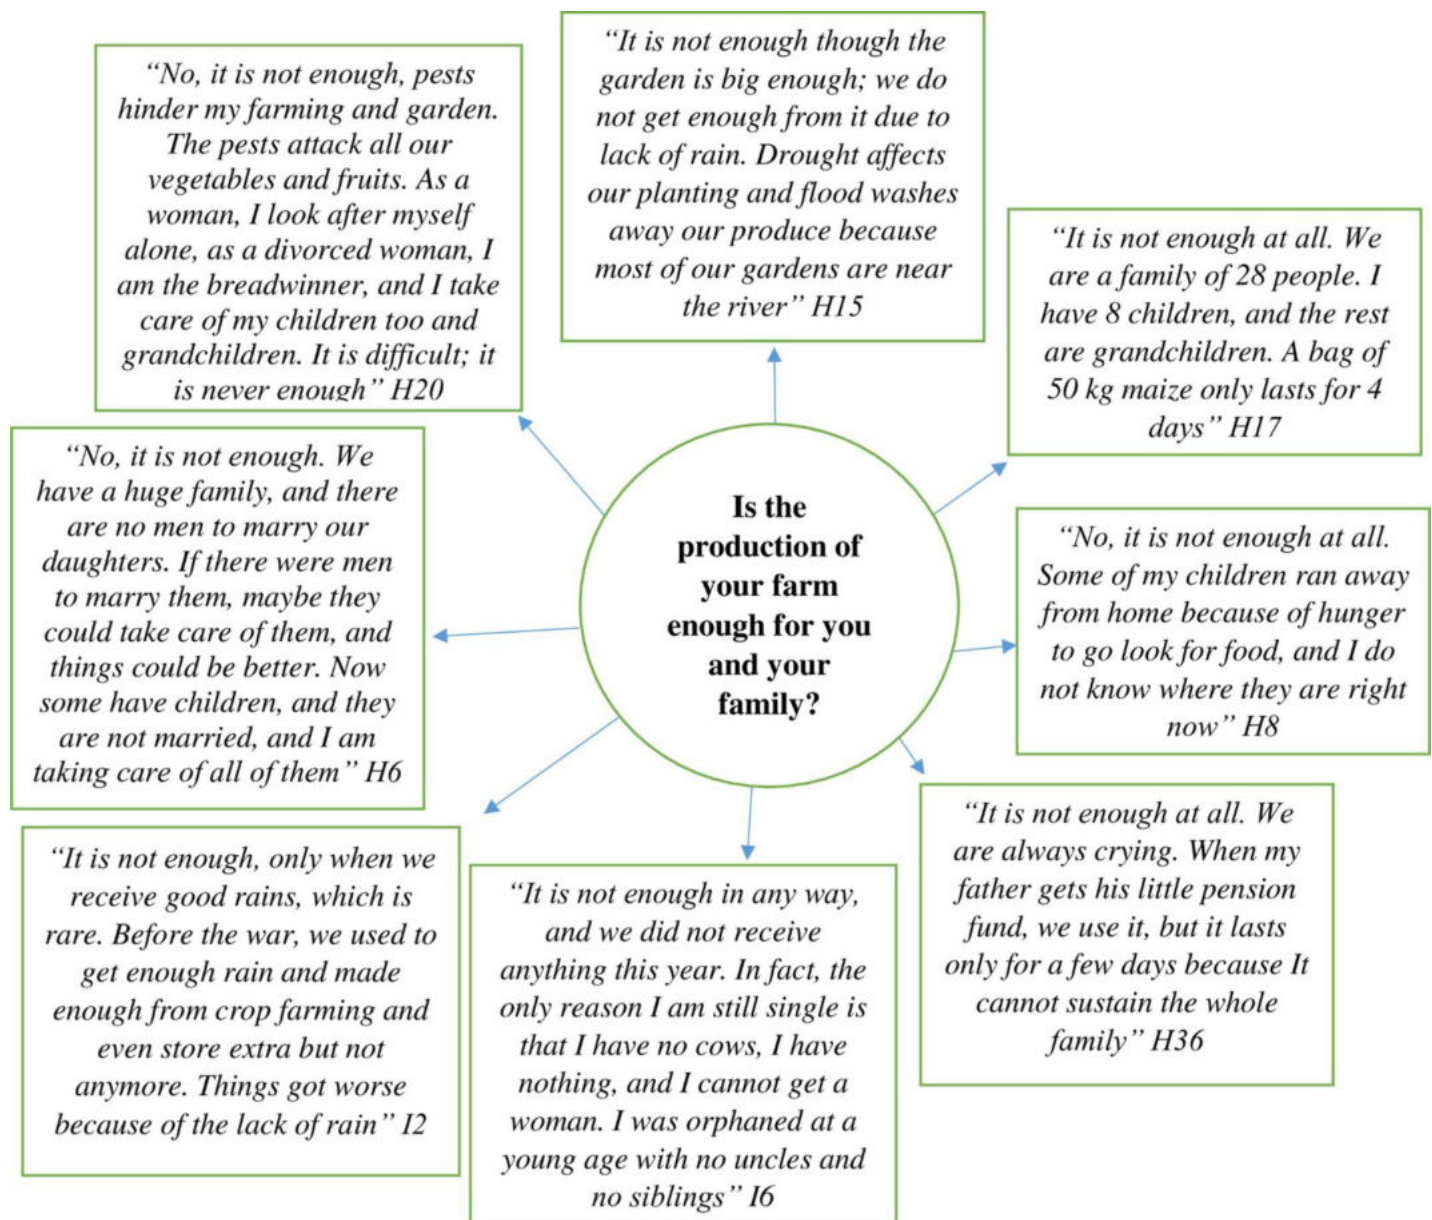 “No, it is not enough, pests
hinder my farming and garden.
The pests attack all our
vegetables and fruits. As a
woman, I look after myself
alone, as a divorced woman, I
am the breadwinner, and I take
care of my children too and
grandchildren. It is difficult; it
is never enough” H20
“It is not enough though the
garden is big enough; we do
not get enough from it due to
lack of rain. Drought affects
our planting and flood washes
away our produce because
most of our gardens are near
the river” H15
“It is not enough at all. We
are a family of 28 people. I
have 8 children, and the rest
are grandchildren. A bag of
50 kg maize only lasts for 4
days” H17
“No, it is not enough. We
have a huge family, and there
are no men to marry our
daughters. If there were men
to marry them, maybe they
could take care of them, and
things could be better. Now
some have children, and they
are not married, and I am
taking care of all of them” H6
Is the
production of
your farm
enough for you
and your
family?
“No, it is not enough at all.
Some of my children ran away
from home because of hunger
to go look for food, and I do
not know where they are right
now” H8
“It is not enough, only when we
receive good rains, which is
rare. Before the war, we used to
get enough rain and made
enough from crop farming and
even store extra but not
anymore. Things got worse
because of the lack of rain” I2
“It is not enough in any way,
and we did not receive
anything this year. In fact, the
only reason I am still single is
that I have no cows, I have
nothing, and I cannot get a
woman. I was orphaned at a
young age with no uncles and
no siblings” I6
“It is not enough at all. We
are always crying. When my
father gets his little pension
fund, we use it, but it lasts
only for a few days because It
cannot sustain the whole
family” H36